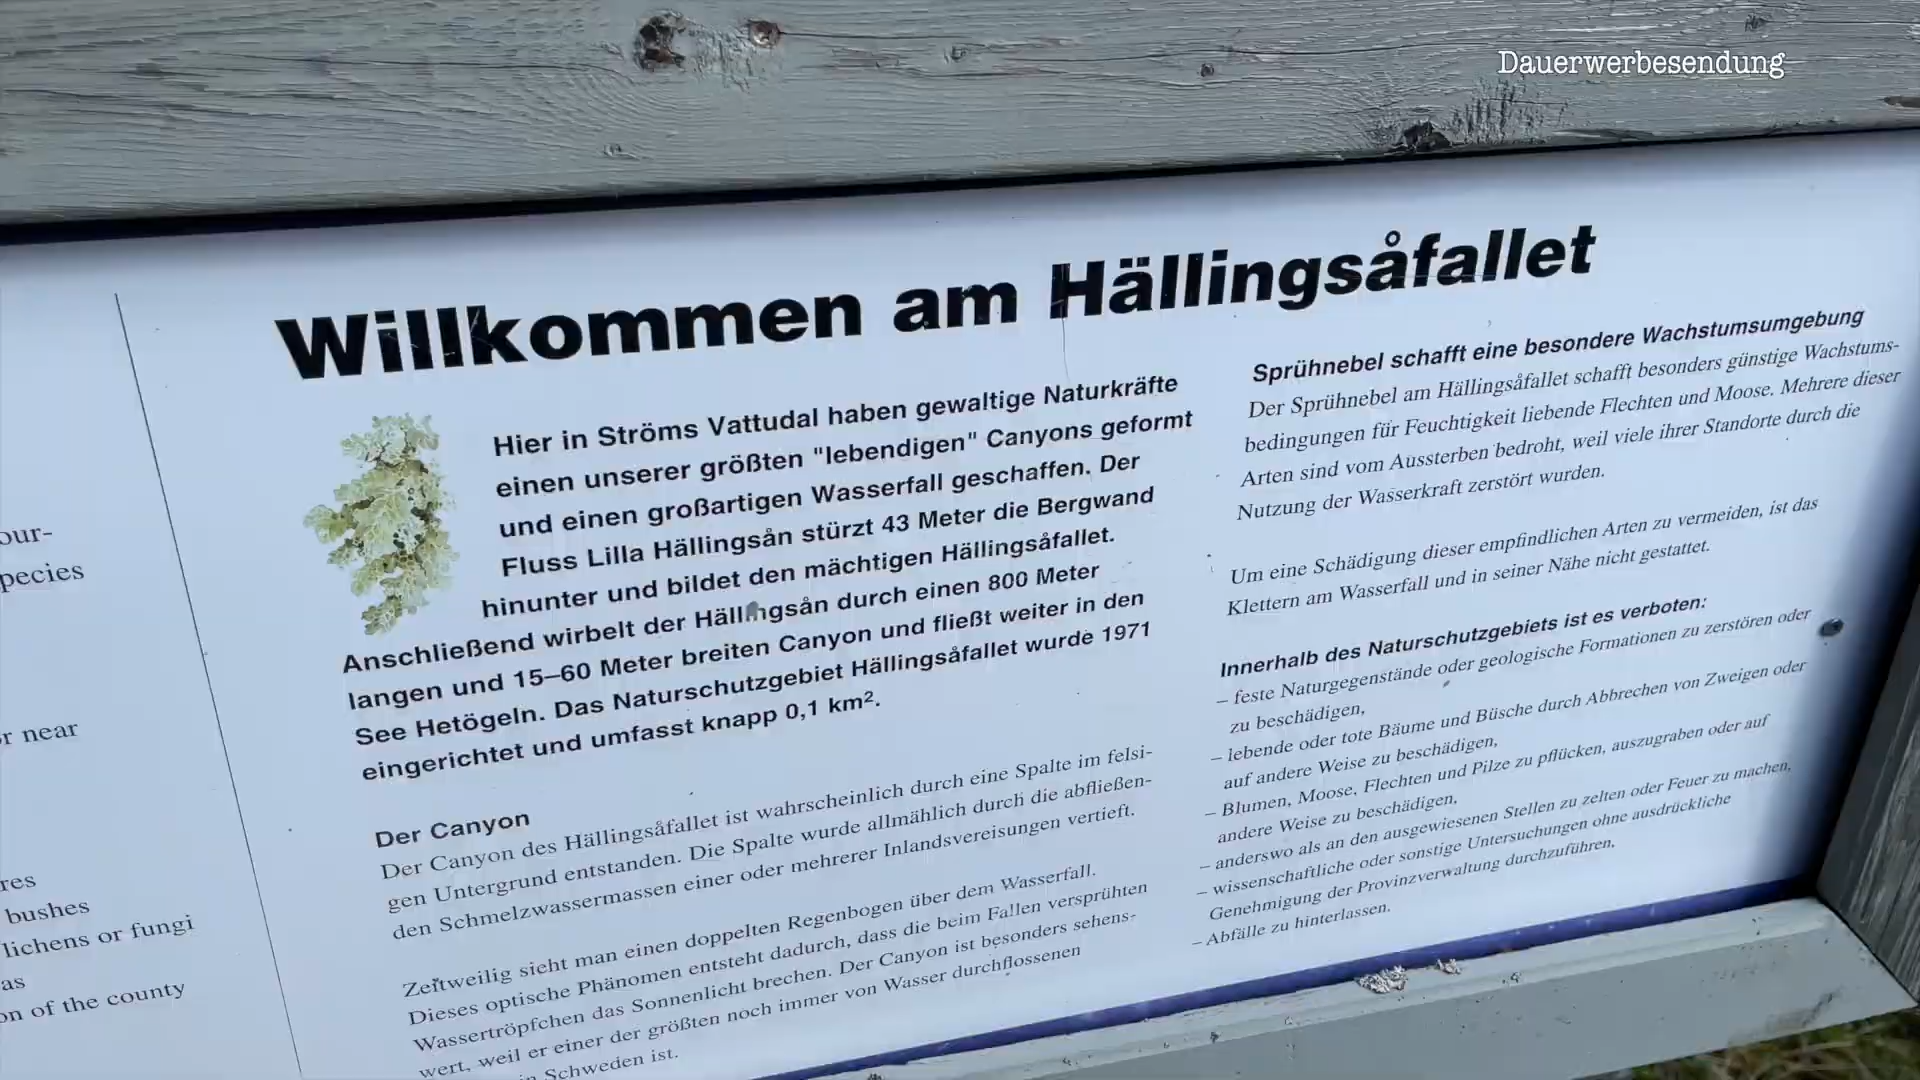 Dauerwerbesendung
our-
pecies
r near
res
bushes
lichens or fungi
as
on of the county
Willkommen am Hällingsåfallet
Hier in Ströms Vattudal haben gewaltige Naturkräfte
einen unserer größten "lebendigen" Canyons geformt
und einen großartigen Wasserfall geschaffen. Der
Fluss Lilla Hällingsån stürzt 43 Meter die Bergwand
hinunter und bildet den mächtigen Hällingsåfallet.
Anschließend wirbelt der Hällingsån durch einen 800 Meter
langen und 15–60 Meter breiten Canyon und fließt weiter in den
See Hetögeln. Das Naturschutzgebiet Hällingsåfallet wurde 1971
eingerichtet und umfasst knapp 0,1 km².
Der Canyon
Der Canyon des Hällingsåfallet ist wahrscheinlich durch eine Spalte im felsi-
gen Untergrund entstanden. Die Spalte wurde allmählich durch die abfließen-
den Schmelzwassermassen einer oder mehrerer Inlandsvereisungen vertieft.
Zeitweilig sieht man einen doppelten Regenbogen über dem Wasserfall.
Dieses optische Phänomen entsteht dadurch, dass die beim Fallen versprühten
Wassertröpfchen das Sonnenlicht brechen. Der Canyon ist besonders sehens-
wert, weil er einer der größten noch immer von Wasser durchflossenen
in Schweden ist.
Sprühnebel schafft eine besondere Wachstumsumgebung
Der Sprühnebel am Hällingsåfallet schafft besonders günstige Wachstums-
bedingungen für Feuchtigkeit liebende Flechten und Moose. Mehrere dieser
Arten sind vom Aussterben bedroht, weil viele ihrer Standorte durch die
Nutzung der Wasserkraft zerstört wurden.
Um eine Schädigung dieser empfindlichen Arten zu vermeiden, ist das
Klettern am Wasserfall und in seiner Nähe nicht gestattet.
Innerhalb des Naturschutzgebiets ist es verboten:
– feste Naturgegenstände oder geologische Formationen zu zerstören oder
zu beschädigen,
– lebende oder tote Bäume und Büsche durch Abbrechen von Zweigen oder
auf andere Weise zu beschädigen,
– Blumen, Moose, Flechten und Pilze zu pflücken, auszugraben oder auf
andere Weise zu beschädigen,
– anderswo als an den ausgewiesenen Stellen zu zelten oder Feuer zu machen,
– wissenschaftliche oder sonstige Untersuchungen ohne ausdrückliche
Genehmigung der Provinzverwaltung durchzuführen,
– Abfälle zu hinterlassen.